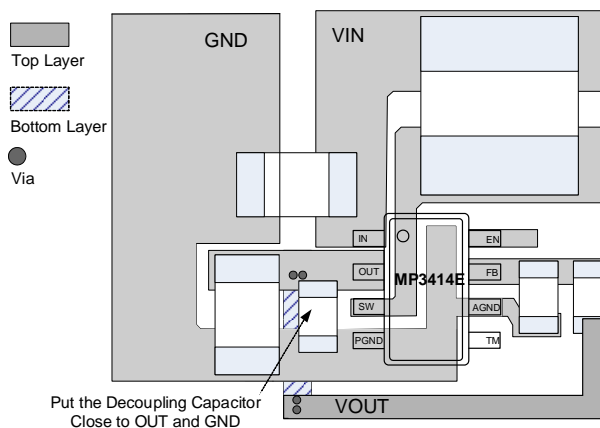 GND
VIN
Top Layer
Bottom Layer
Via
IN
EN
OUT
MP3414E
FB
SW
AGND
PGND
TM
Put the Decoupling Capacitor
Close to OUT and GND
VOUT